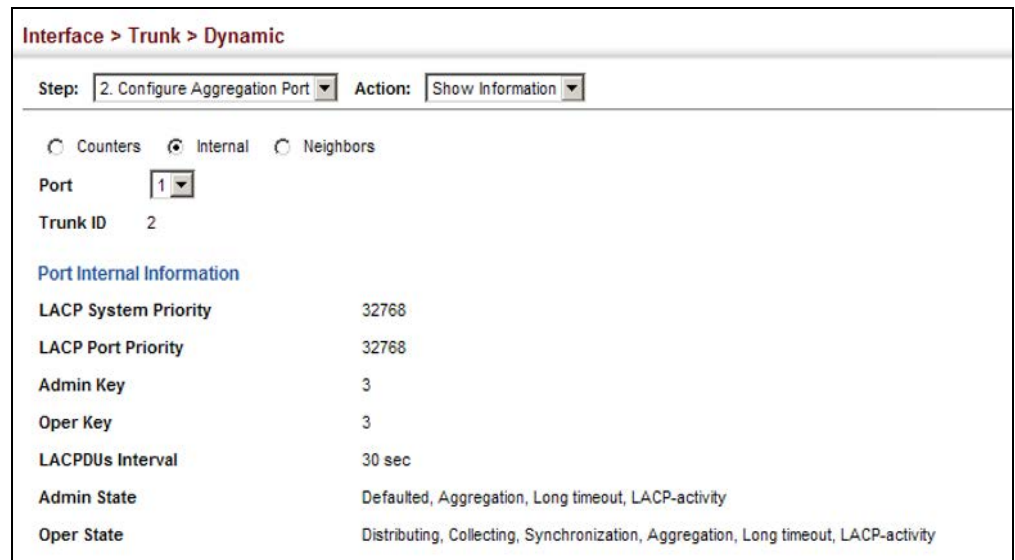 Interface > Trunk > Dynamic
Step: 2. Configure Aggregation Port Action: Show Information
Counters Internal Neighbors
Port 1
Trunk ID 2
Port Internal Information
LACP System Priority 32768
LACP Port Priority 32768
Admin Key 3
Oper Key 3
LACPDUs Interval 30 sec
Admin State Defaulted, Aggregation, Long timeout, LACP-activity
Oper State Distributing, Collecting, Synchronization, Aggregation, Long timeout, LACP-activity